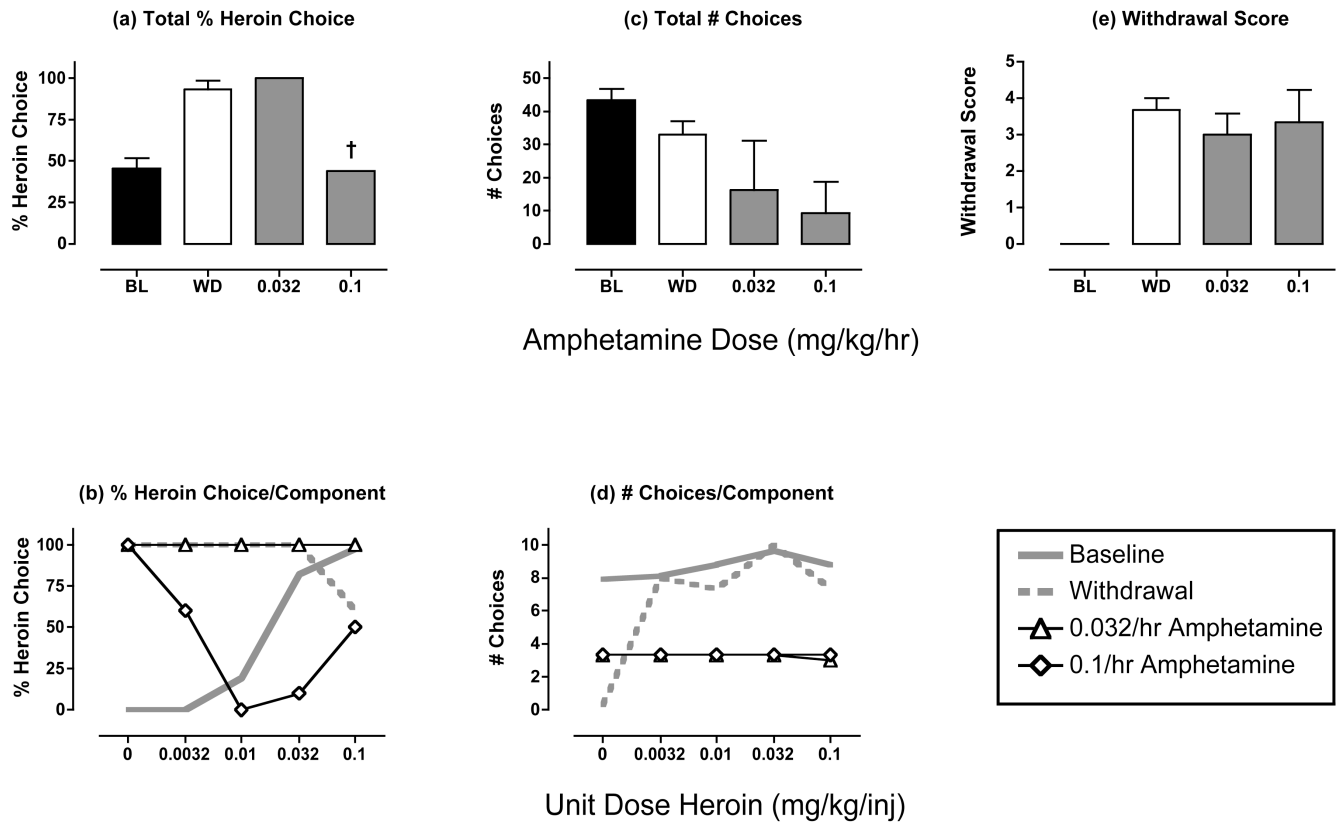 (a) Total % Heroin Choice
% Heroin Choice
100
75
50
25
0
†
BL WD 0.032 0.1
(c) Total # Choices
# Choices
50
40
30
20
10
0
BL WD 0.032 0.1
(e) Withdrawal Score
Withdrawal Score
5
4
3
2
1
0
BL WD 0.032 0.1
Amphetamine Dose (mg/kg/hr)
(b) % Heroin Choice/Component
% Heroin Choice
100
75
50
25
0
0 0.0032 0.01 0.032 0.1
(d) # Choices/Component
# Choices
10
8
6
4
2
0
0 0.0032 0.01 0.032 0.1
Unit Dose Heroin (mg/kg/inj)
Baseline
Withdrawal
0.032/hr Amphetamine
0.1/hr Amphetamine